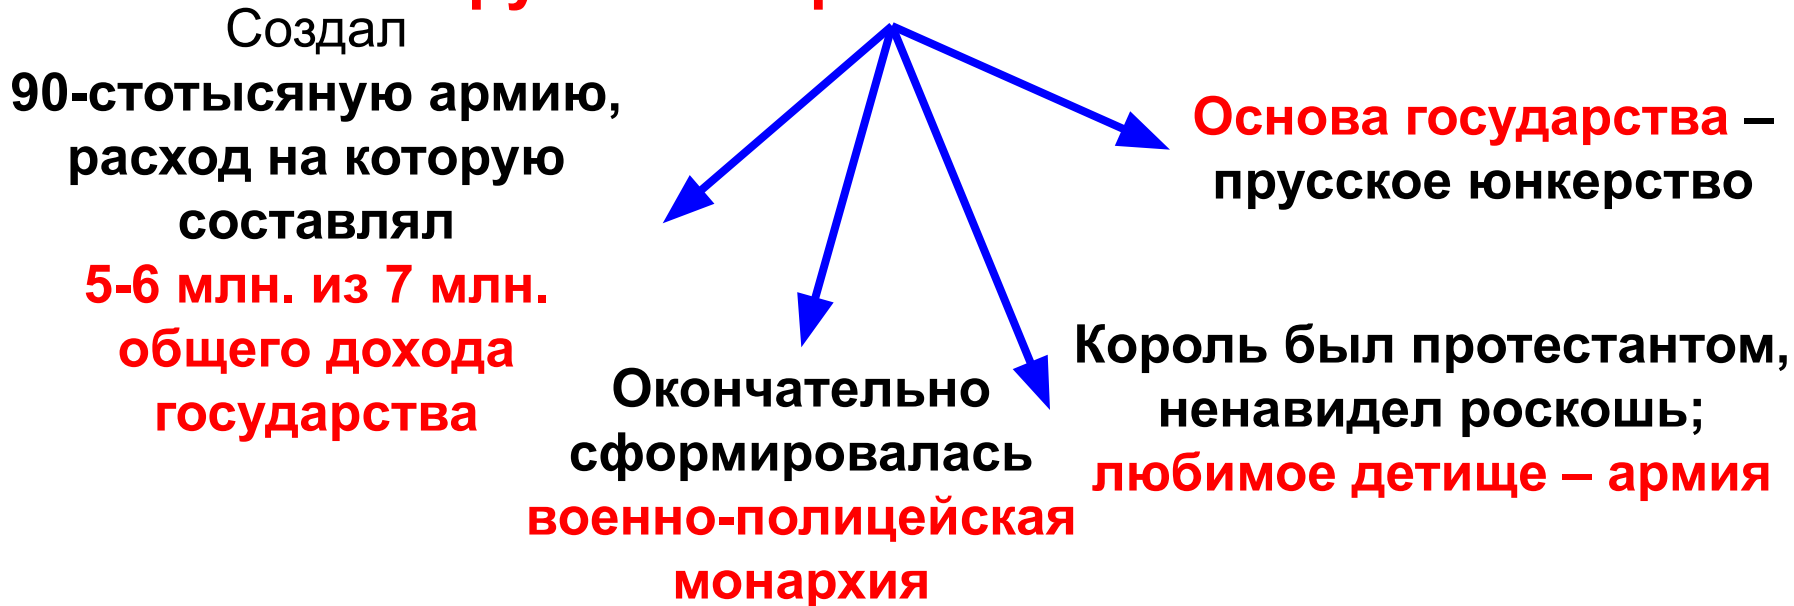 Создал
90-стотысяную армию,
расход на которую
составлял
5-6 млн. из 7 млн.
общего дохода
государства
Окончательно
сформировалась
военно-полицейская
монархия
Король был протестантом,
ненавидел роскошь;
любимое детище – армия
Основа государства –
прусское юнкерство